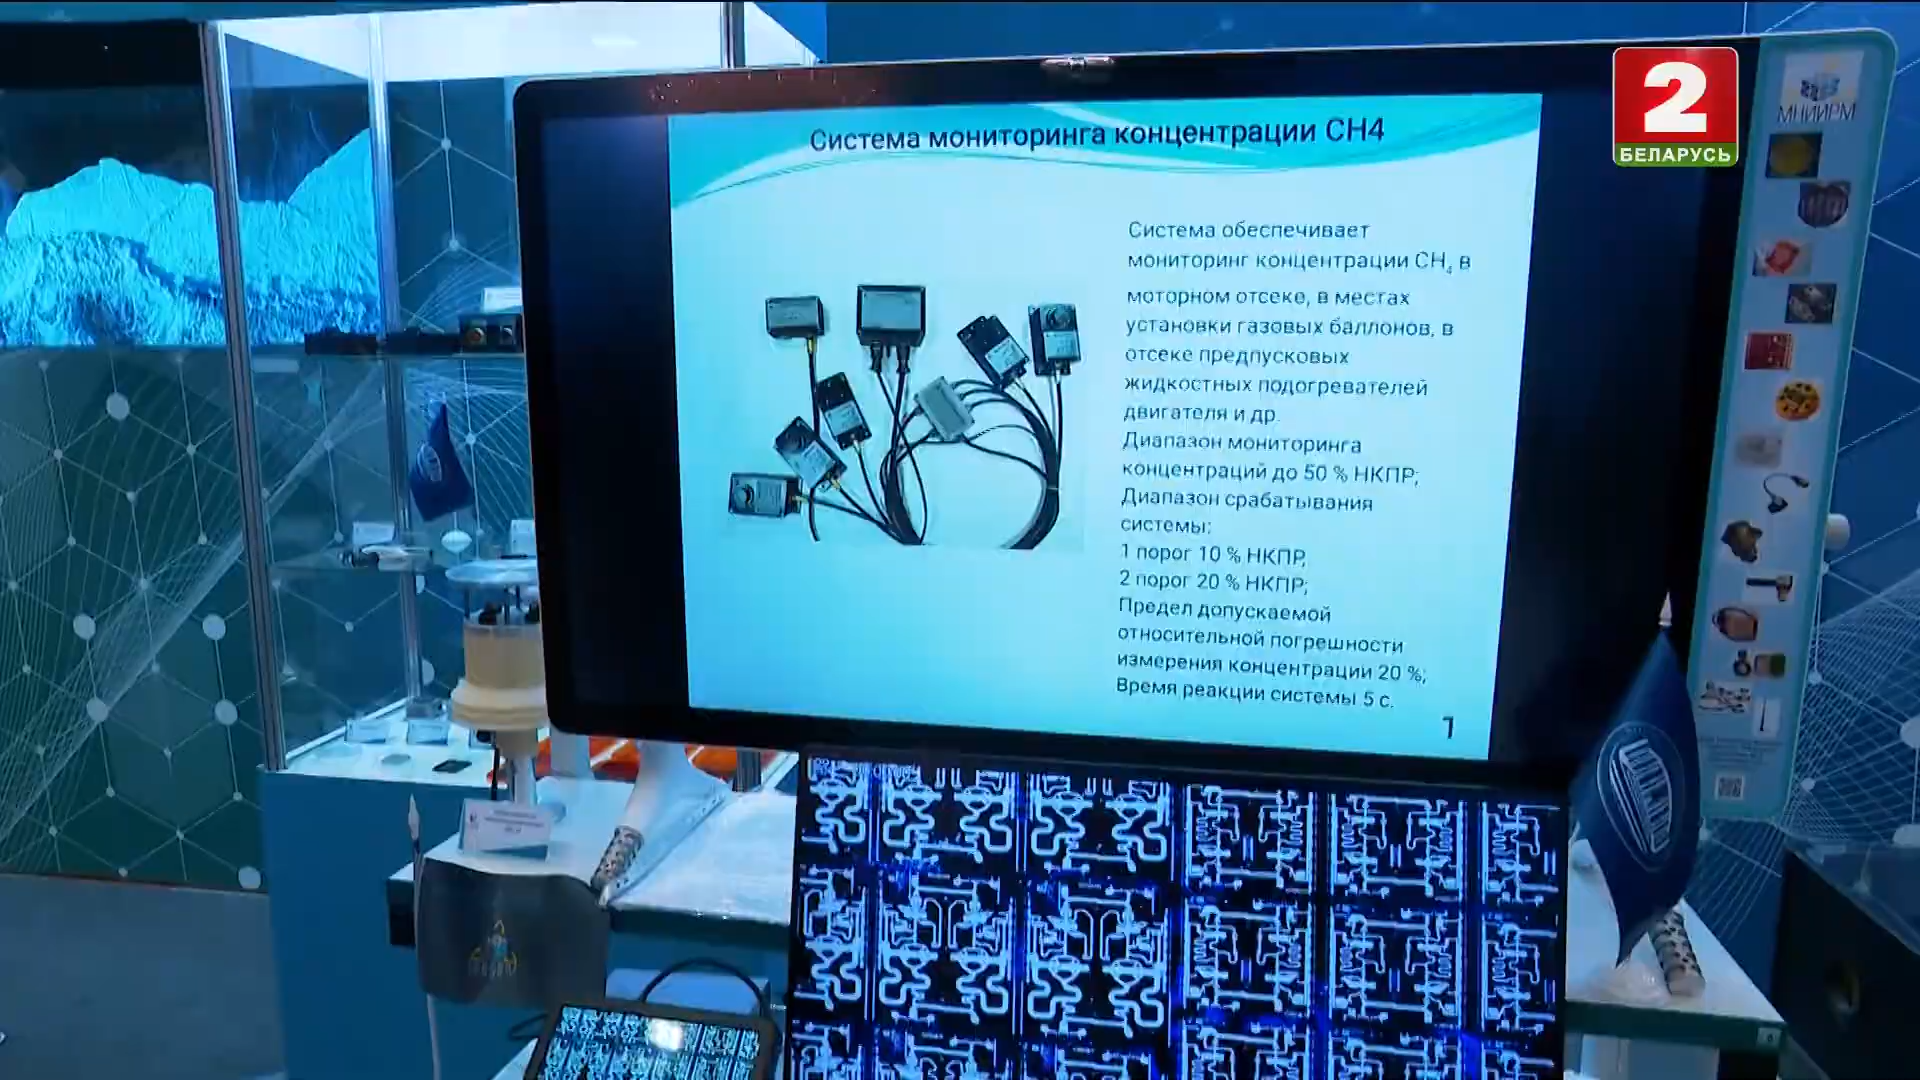 2
БЕЛАРУСЬ
МНИИРМ
Система мониторинга концентрации CH4
Система обеспечивает
мониторинг концентрации CH4 в
моторном отсеке, в местах
установки газовых баллонов, в
отсеке предпусковых
жидкостных подогревателей
двигателя и др.
Диапазон мониторинга
концентраций до 50 % НКПР;
Диапазон срабатывания
системы:
1 порог 10 % НКПР,
2 порог 20 % НКПР;
Предел допускаемой
относительной погрешности
измерения концентрации 20 %;
Время реакции системы 5 с.
1